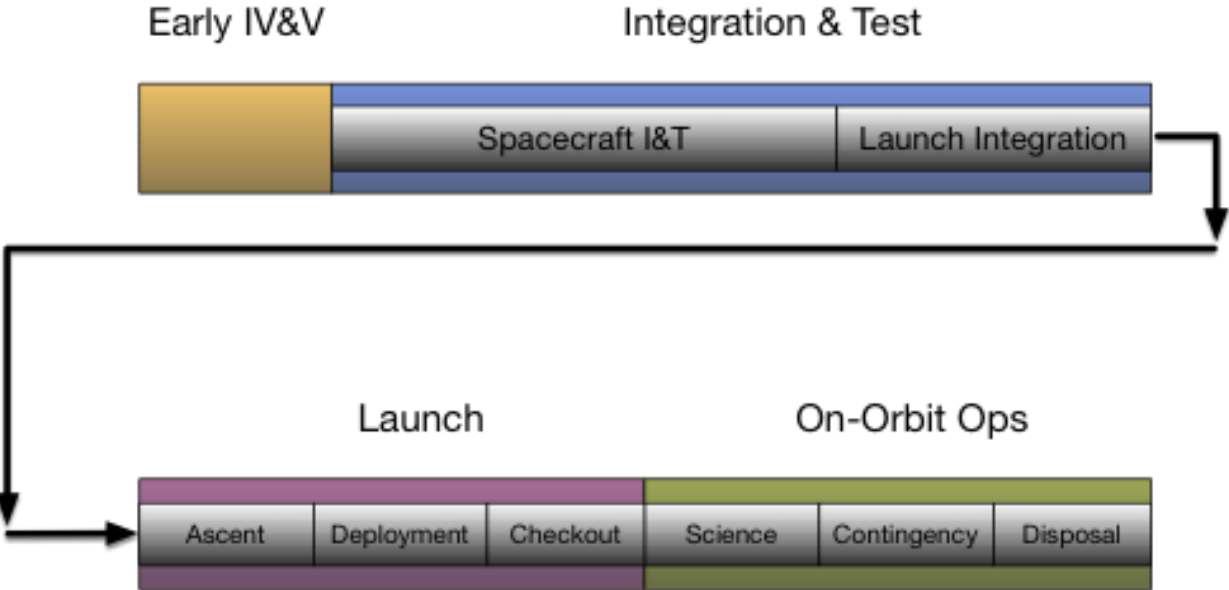 Early IV&V
Integration & Test
Spacecraft I&T
Launch Integration
Launch
On-Orbit Ops
Ascent
Deployment
Checkout
Science
Contingency
Disposal